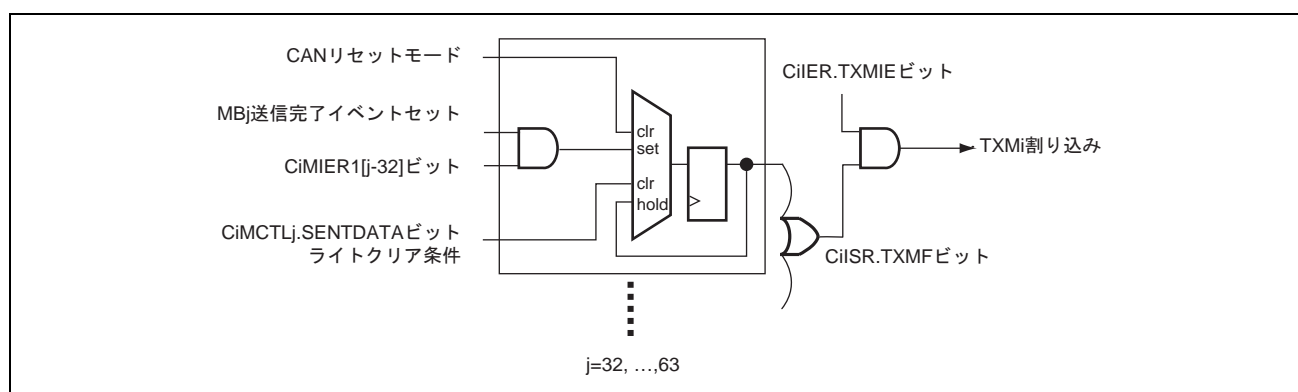 CANリセットモード
MBj送信完了イベントセット
CiMIER1[j-32]ビット
CiMCTLj.SENTDATAビット
ライトクリア条件
clr
set
clr
hold
CiIER.TXMIEビット
TXMi割り込み
CiISR.TXMFビット
j=32, …,63